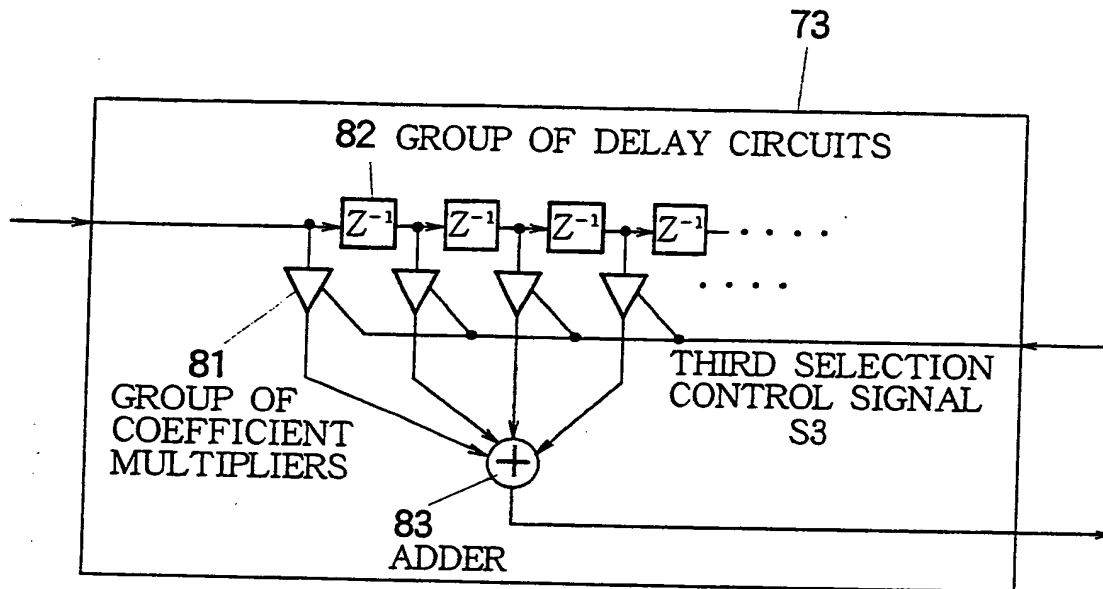 73
82 GROUP OF DELAY CIRCUITS
Z⁻¹ Z⁻¹ Z⁻¹ Z⁻¹ . . . .
. . . .
81
GROUP OF
COEFFICIENT
MULTIPLIERS
THIRD SELECTION
CONTROL SIGNAL
S3
+
83
ADDER